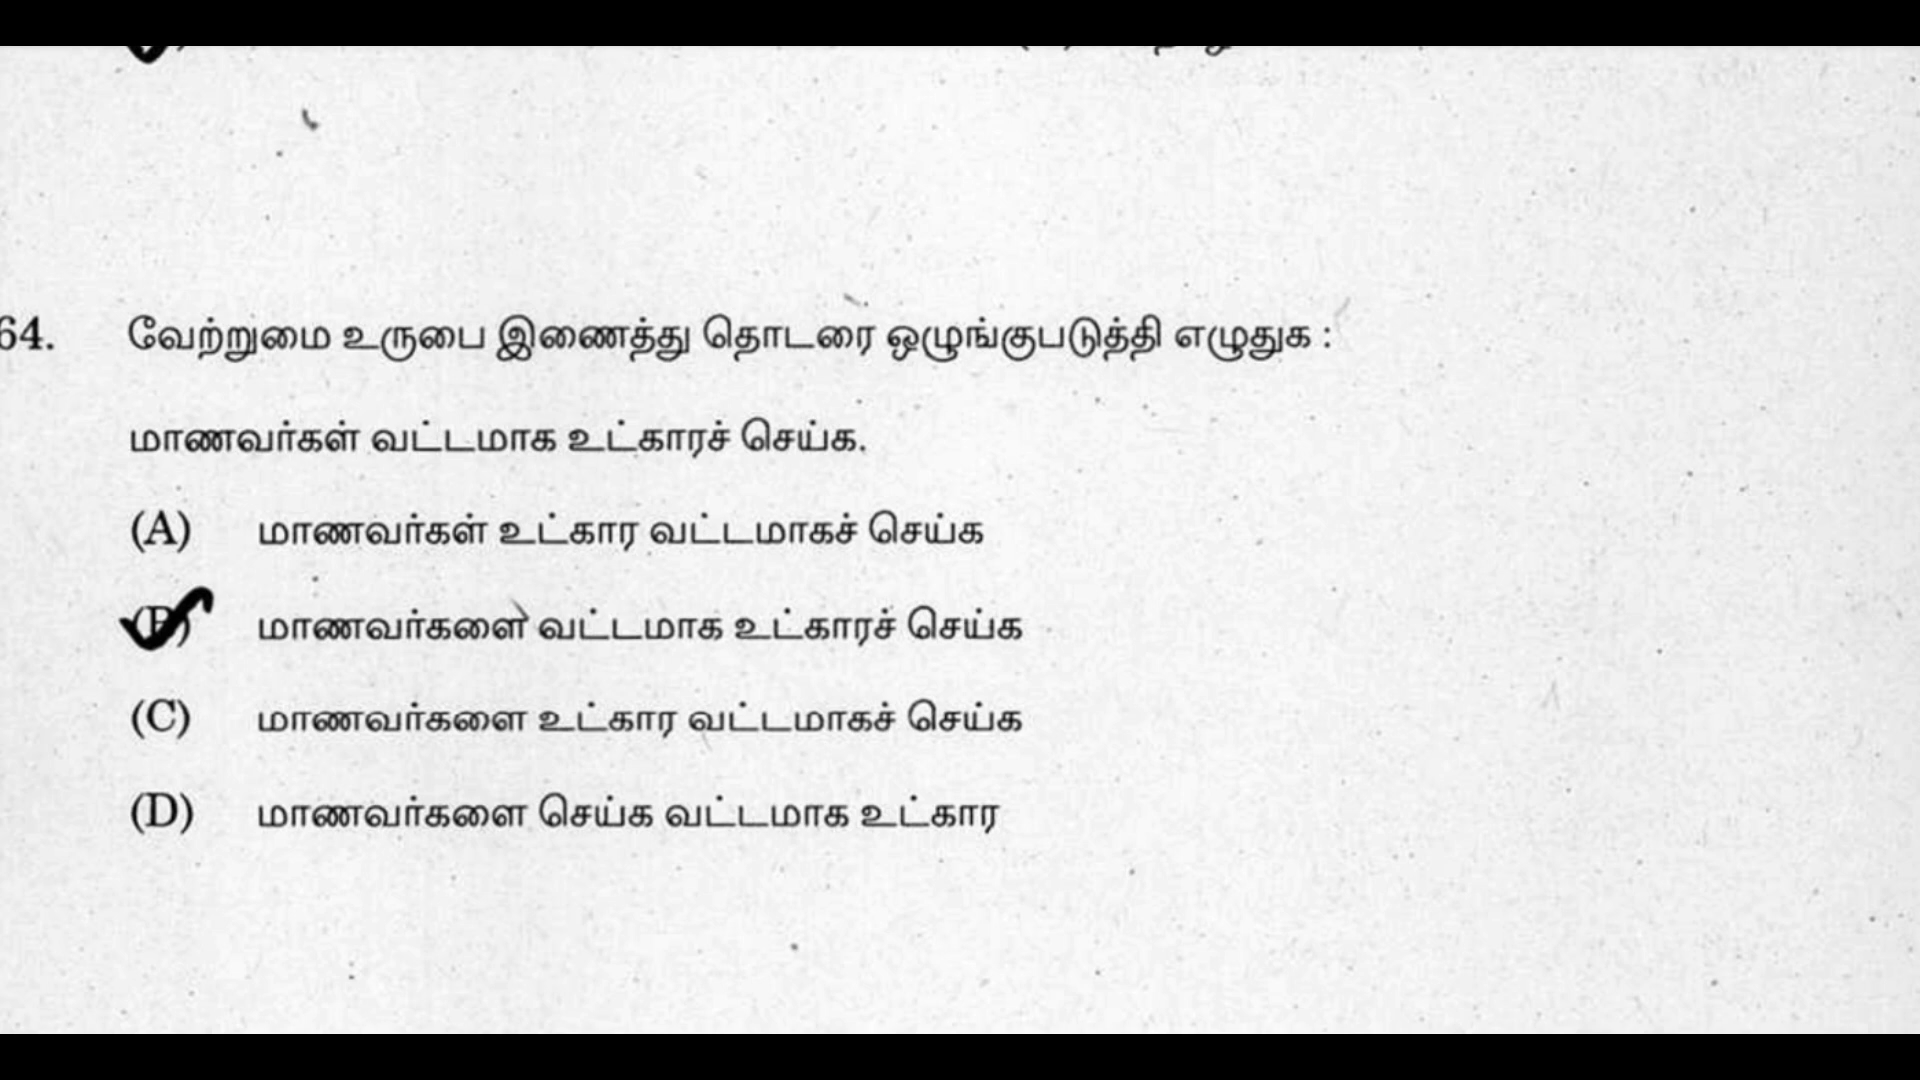 64. வேற்றுமை உருபை இணைத்து தொடரை ஒழுங்குபடுத்தி எழுதுக :
மாணவர்கள் வட்டமாக உட்காரச் செய்க.
(A) மாணவர்கள் உட்கார வட்டமாகச் செய்க
(B) மாணவர்களை வட்டமாக உட்காரச் செய்க
(C) மாணவர்களை உட்கார வட்டமாகச் செய்க
(D) மாணவர்களை செய்க வட்டமாக உட்கார